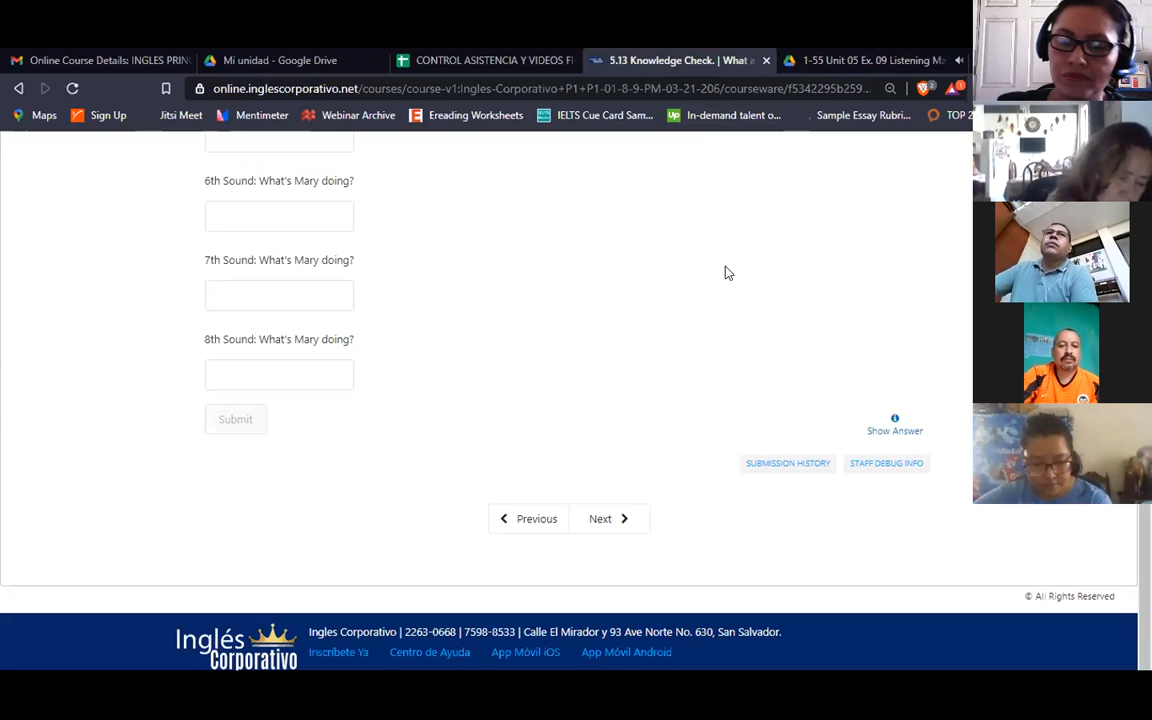 Online Course Details: INGLES PRIN
Mi unidad - Google Drive
CONTROL ASISTENCIA Y VIDEOS FI
5.13 Knowledge Check. | What a
1-55 Unit 05 Ex. 09 Listening Ma
online.inglescorporativo.net/courses/course-v1:Ingles-Corporativo+P1+P1-01-8-9-PM-03-21-206/courseware/f5342295b259...
Maps
Sign Up
Jitsi Meet
Mentimeter
Webinar Archive
Ereading Worksheets
IELTS Cue Card Sam...
In-demand talent o...
Sample Essay Rubri...
TOP 2
6th Sound: What's Mary doing?
7th Sound: What's Mary doing?
8th Sound: What's Mary doing?
Submit
Show Answer
SUBMISSION HISTORY
STAFF DEBUG INFO
Previous
Next
© All Rights Reserved
Inglés Corporativo
Ingles Corporativo | 2263-0668 | 7598-8533 | Calle El Mirador y 93 Ave Norte No. 630, San Salvador.
Inscríbete Ya
Centro de Ayuda
App Móvil iOS
App Móvil Android